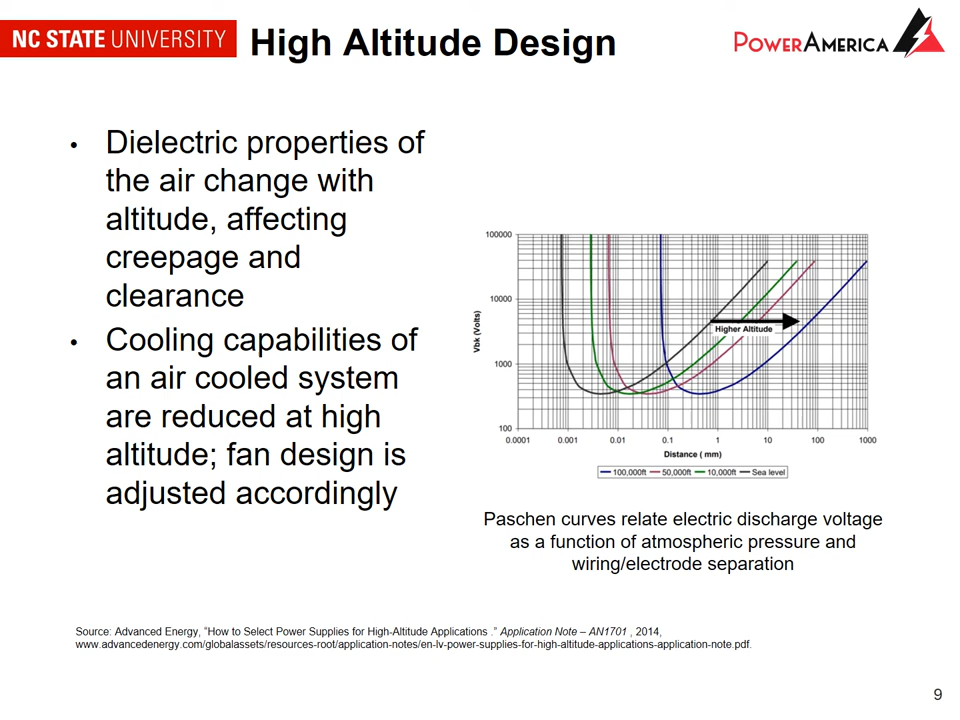 NC STATE UNIVERSITY
High Altitude Design
POWERAMERICA
• Dielectric properties of
the air change with
altitude, affecting
creepage and
clearance
• Cooling capabilities of
an air cooled system
are reduced at high
altitude; fan design is
adjusted accordingly
100000
10000
1000
100
Vbk (Volts)
Higher Altitude
0.0001 0.001 0.01 0.1 1 10 100 1000
Distance ( mm)
100,000ft 50,000ft 10,000ft Sea level
Paschen curves relate electric discharge voltage
as a function of atmospheric pressure and
wiring/electrode separation
Source: Advanced Energy, "How to Select Power Supplies for High-Altitude Applications ." Application Note – AN1701 , 2014,
www.advancedenergy.com/globalassets/resources-root/application-notes/en-lv-power-supplies-for-high-altitude-applications-application-note.pdf.
9